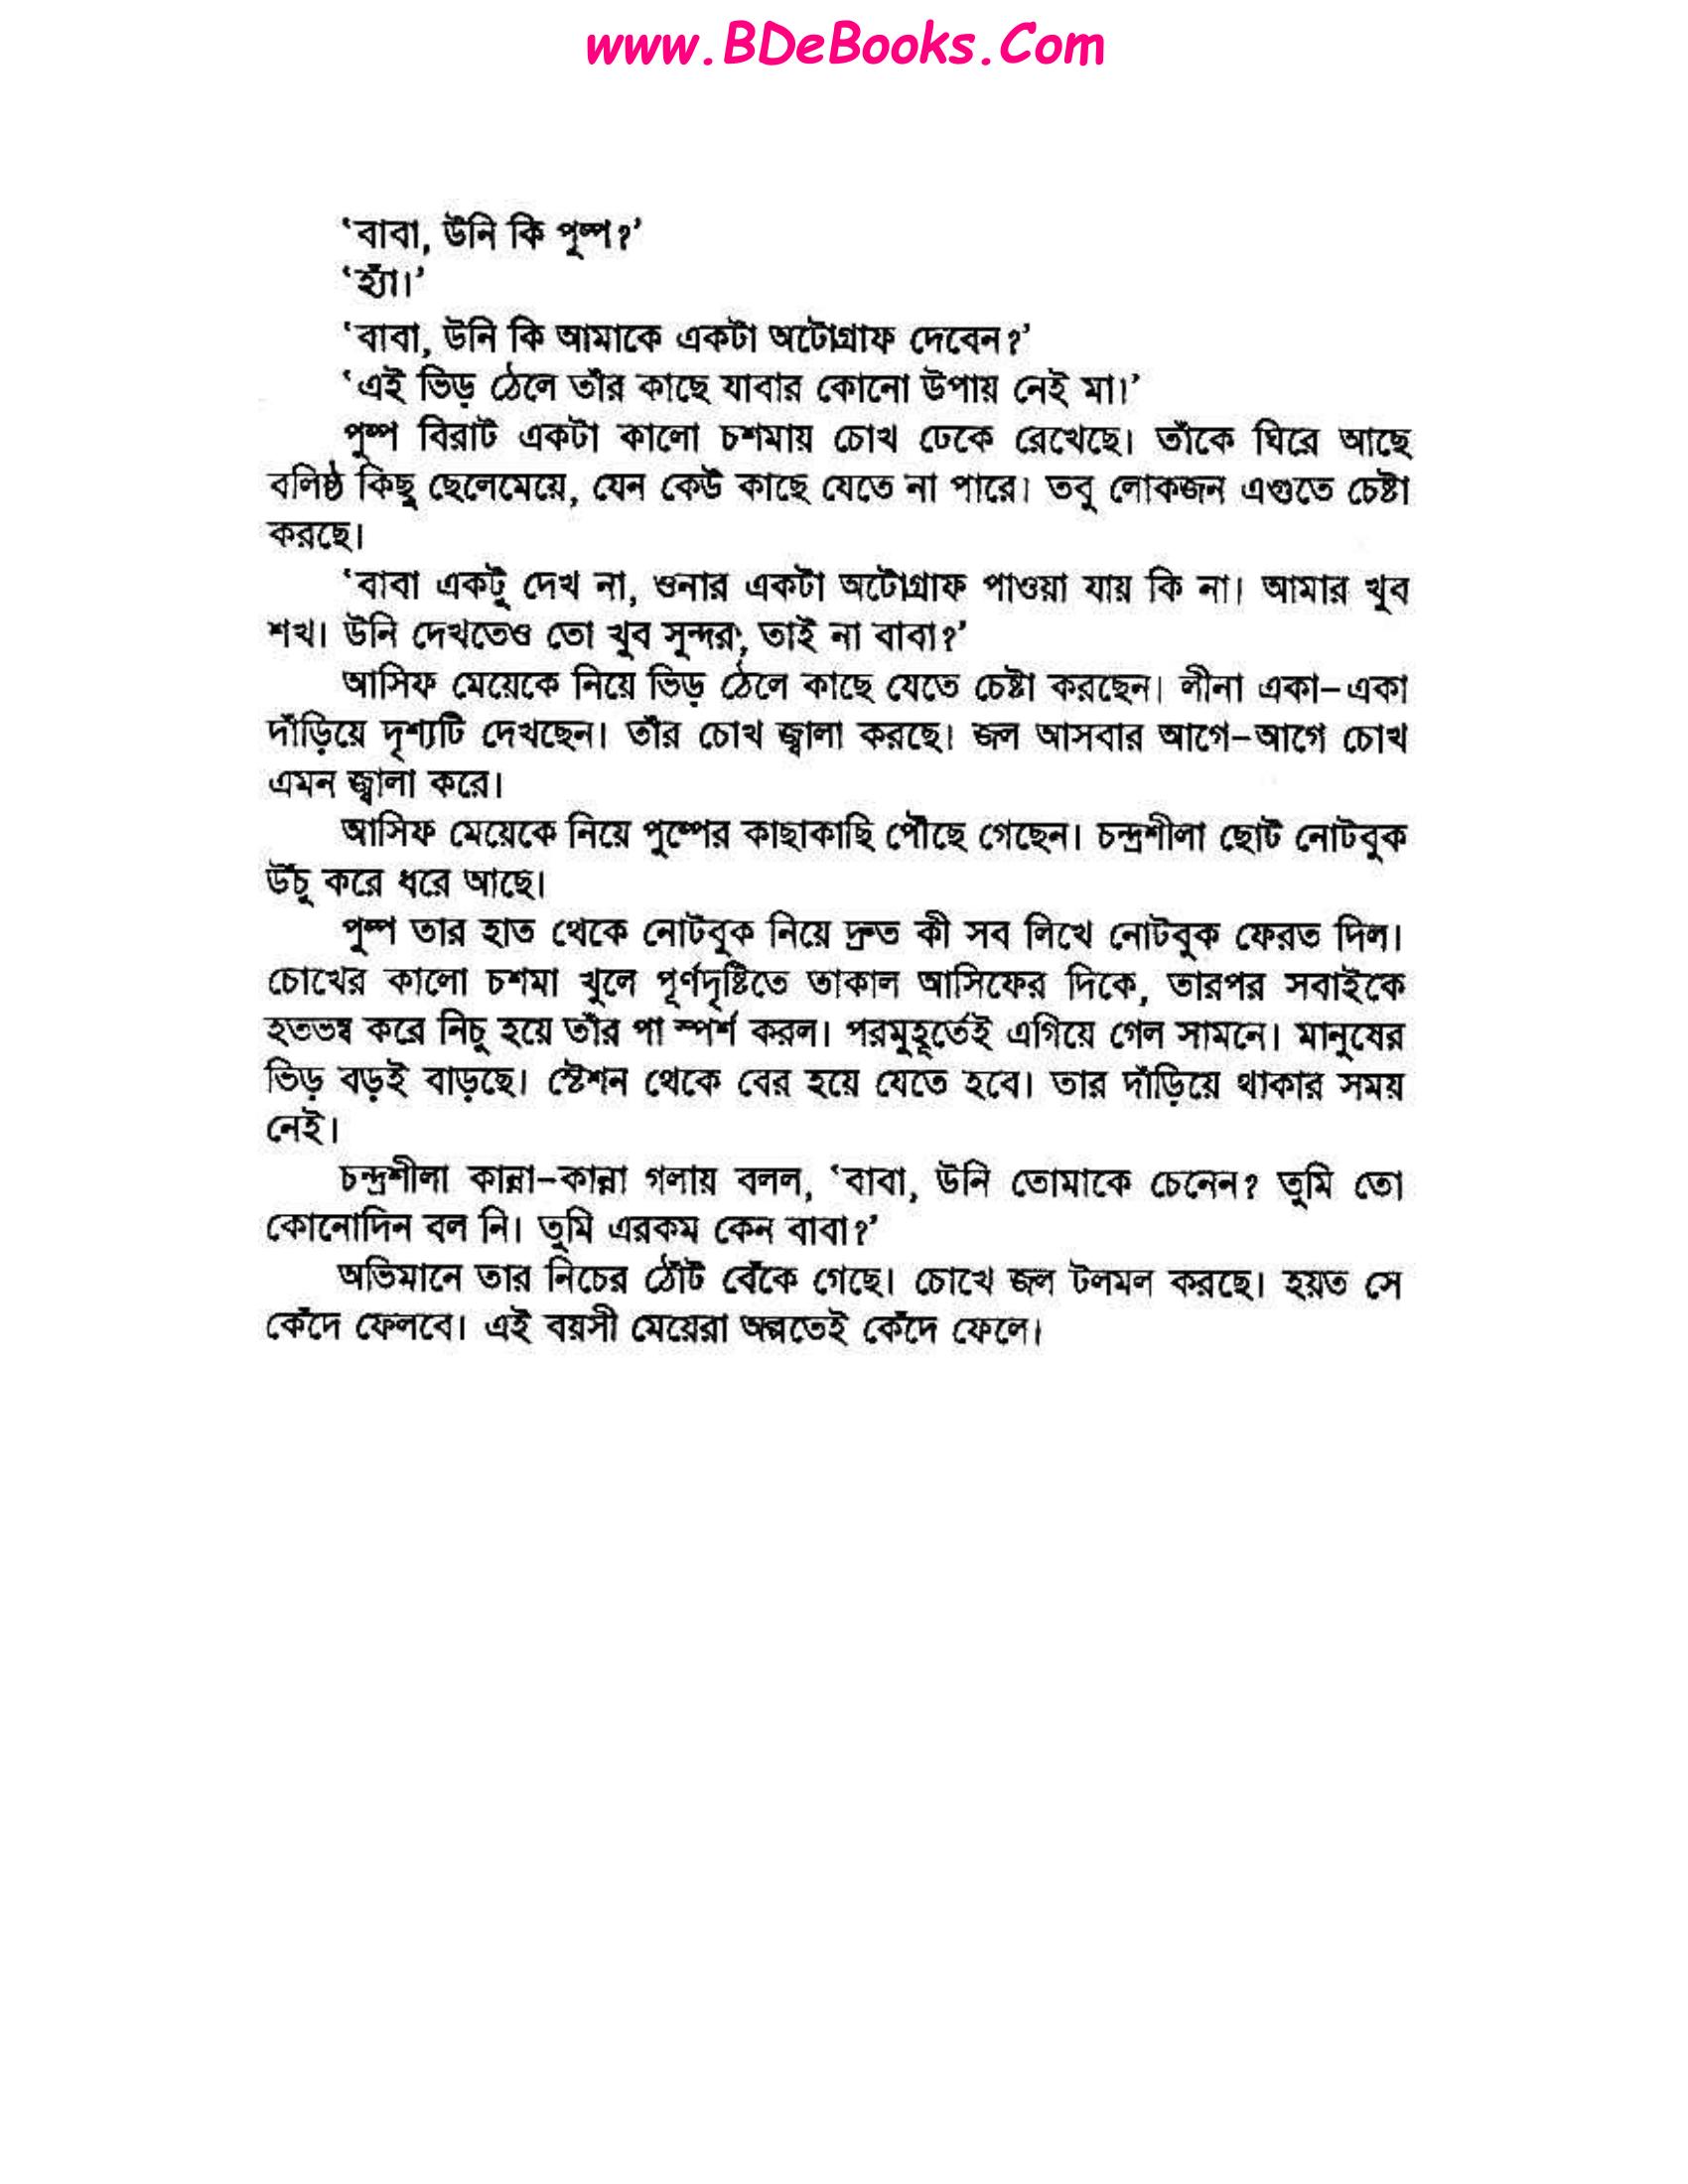 www.BDeBooks.Com
‘বাবা, উনি কি পুষ্প?’
‘হ্যাঁ।’
‘বাবা, উনি কি আমাকে একটা অটোগ্রাফ দেবেন?’
‘এই ভিড় ঠেলে তাঁর কাছে যাবার কোনো উপায় নেই মা।’
পুষ্প বিরাট একটা কালো চশমায় চোখ ঢেকে রেখেছে। তাঁকে ঘিরে আছে
বলিষ্ঠ কিছু ছেলেমেয়ে, যেন কেউ কাছে যেতে না পারে। তবু লোকজন এগুতে চেষ্টা
করছে।
‘বাবা একটু দেখ না, ওনার একটা অটোগ্রাফ পাওয়া যায় কি না। আমার খুব
শখ। উনি দেখতেও তো খুব সুন্দর, তাই না বাবা?’
আসিফ মেয়েকে নিয়ে ভিড় ঠেলে কাছে যেতে চেষ্টা করছেন। লীনা একা-একা
দাঁড়িয়ে দৃশ্যটি দেখছেন। তাঁর চোখ জ্বালা করছে। জল আসবার আগে-আগে চোখ
এমন জ্বালা করে।
আসিফ মেয়েকে নিয়ে পুষ্পের কাছাকাছি পৌঁছে গেছেন। চন্দ্রশীলা ছোট নোটবুক
উঁচু করে ধরে আছে।
পুষ্প তার হাত থেকে নোটবুক নিয়ে দ্রুত কী সব লিখে নোটবুক ফেরত দিল।
চোখের কালো চশমা খুলে পূর্ণদৃষ্টিতে তাকাল আসিফের দিকে, তারপর সবাইকে
হতভম্ব করে নিচু হয়ে তাঁর পা স্পর্শ করল। পরমুহূর্তেই এগিয়ে গেল সামনে। মানুষের
ভিড় বড়ই বাড়ছে। স্টেশন থেকে বের হয়ে যেতে হবে। তার দাঁড়িয়ে থাকার সময়
নেই।
চন্দ্রশীলা কান্না-কান্না গলায় বলল, ‘বাবা, উনি তোমাকে চেনেন? তুমি তো
কোনোদিন বল নি। তুমি এরকম কেন বাবা?’
অভিমানে তার নিচের ঠোঁট বেঁকে গেছে। চোখে জল টলমল করছে। হয়ত সে
কেঁদে ফেলবে। এই বয়সী মেয়েরা অল্পতেই কেঁদে ফেলে।